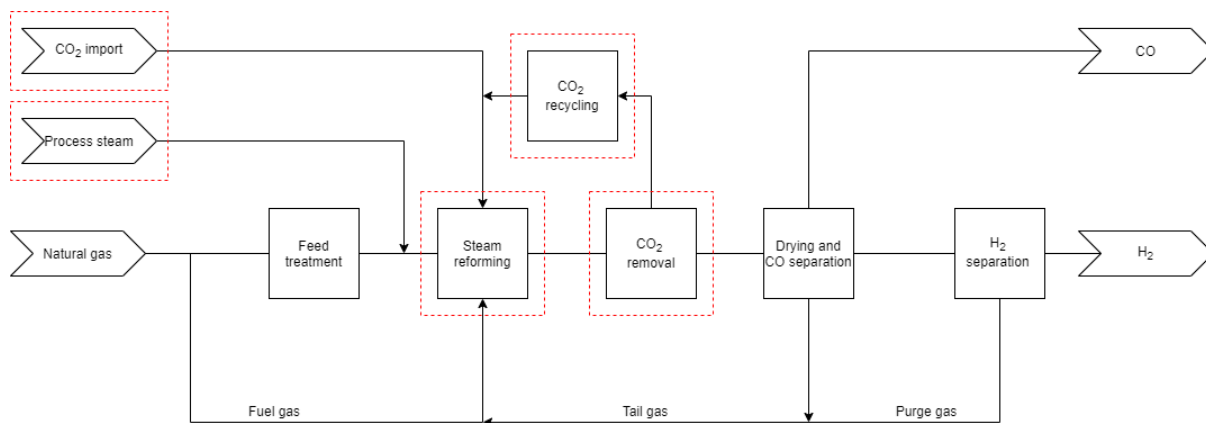 CO₂ import
CO
CO₂
recycling
Process steam
Natural gas
Feed
treatment
Steam
reforming
CO₂
removal
Drying and
CO separation
H₂
separation
H₂
Fuel gas
Tail gas
Purge gas